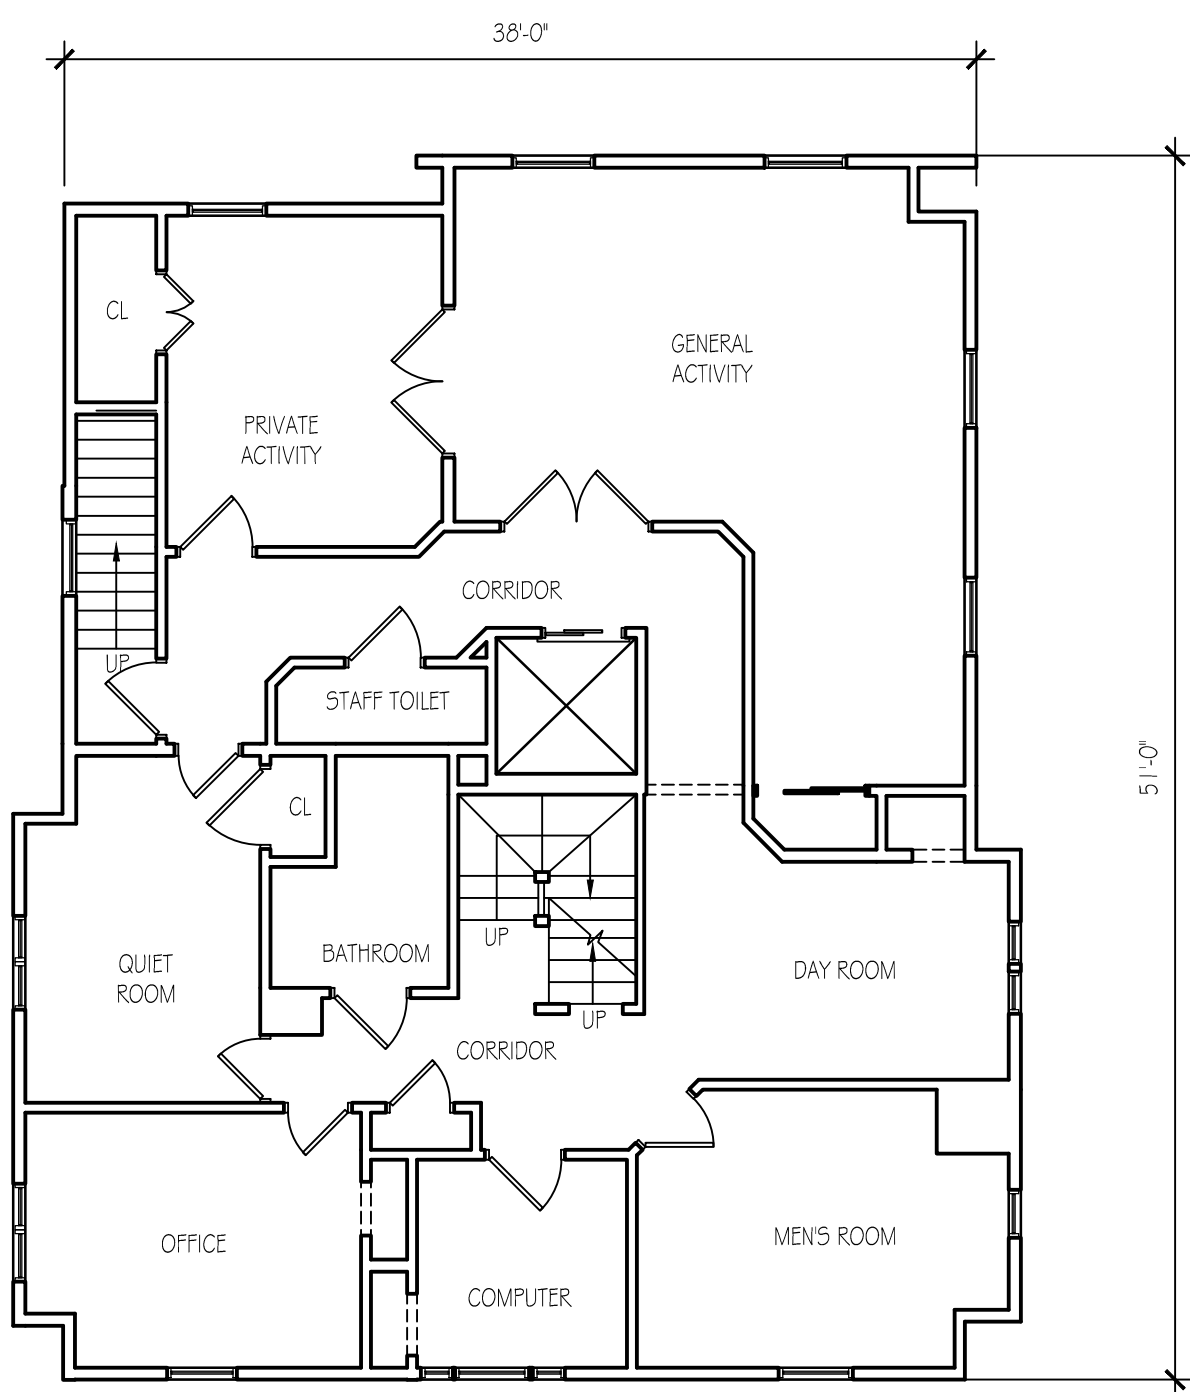 38'-0"
CL
GENERAL
ACTIVITY
PRIVATE
ACTIVITY
CORRIDOR
UP
STAFF TOILET
51'-0"
CL
UP
BATHROOM
QUIET
ROOM
DAY ROOM
UP
CORRIDOR
OFFICE
MEN'S ROOM
COMPUTER